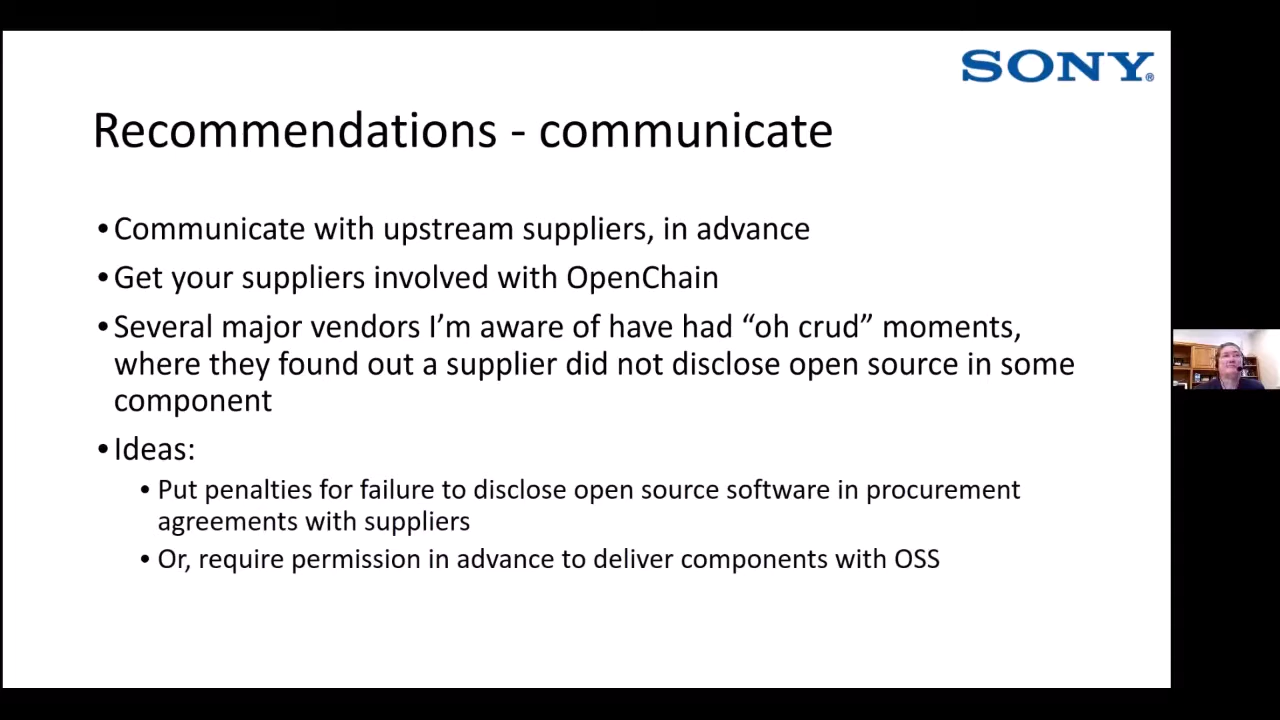 SONY®
Recommendations - communicate
• Communicate with upstream suppliers, in advance
• Get your suppliers involved with OpenChain
• Several major vendors I’m aware of have had “oh crud” moments,
where they found out a supplier did not disclose open source in some
component
• Ideas:
• Put penalties for failure to disclose open source software in procurement
agreements with suppliers
• Or, require permission in advance to deliver components with OSS